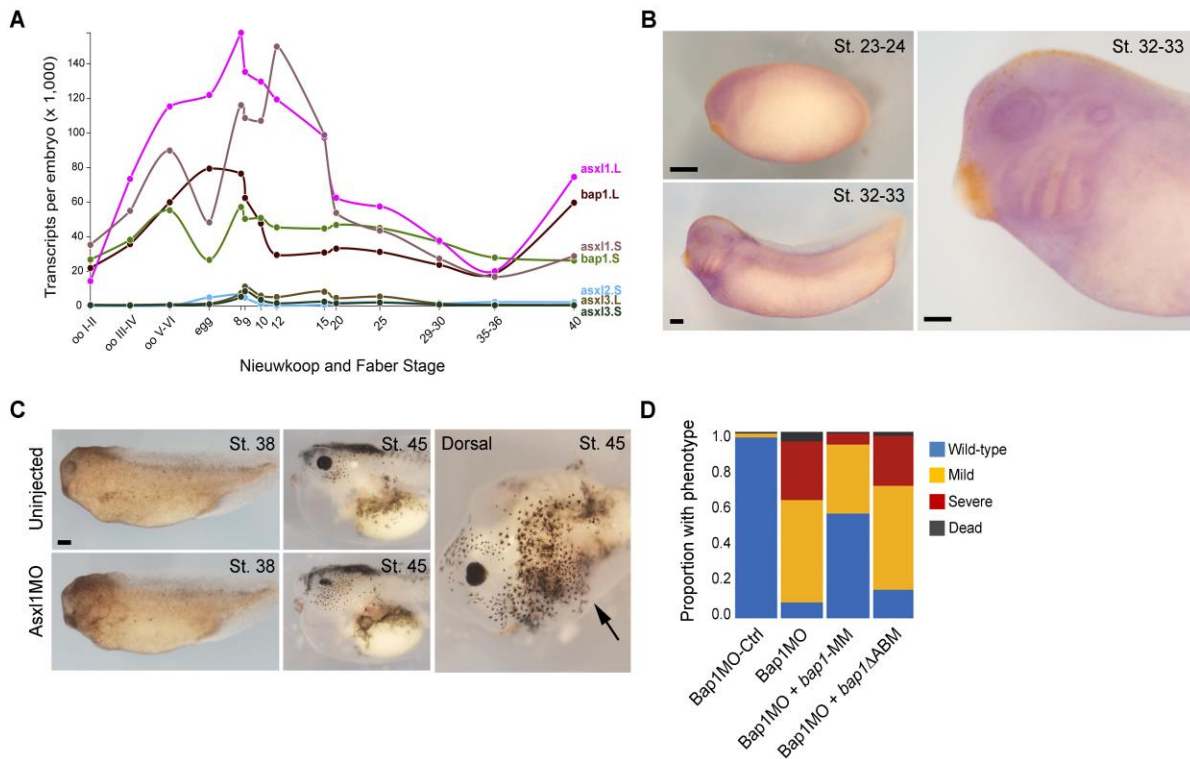 A
Transcripts per embryo (x 1,000)
140
120
100
80
60
40
20
0
oo I-II
oo III-IV
oo V-VI
egg
8
9
10
12
15
20
25
29-30
35-36
40
Nieuwkoop and Faber Stage
asxl1.L
bap1.L
asxl1.S
bap1.S
asxl2.S
asxl3.L
asxl3.S
B
St. 23-24
St. 32-33
St. 32-33
C
Uninjected
Asxl1MO
St. 38
St. 45
Dorsal
St. 45
St. 38
St. 45
D
Proportion with phenotype
1.0
0.8
0.6
0.4
0.2
0.0
Bap1MO-Ctrl
Bap1MO
Bap1MO + bap1-MM
Bap1MO + bap1ΔABM
Wild-type
Mild
Severe
Dead